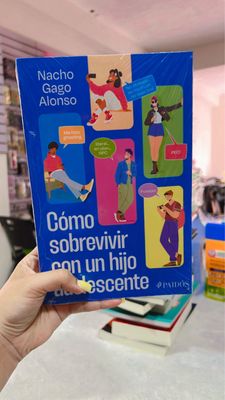 Nacho
Gago
Alonso
Cómo
sobrevivir
con un hijo
adolescente
PAIDÓS